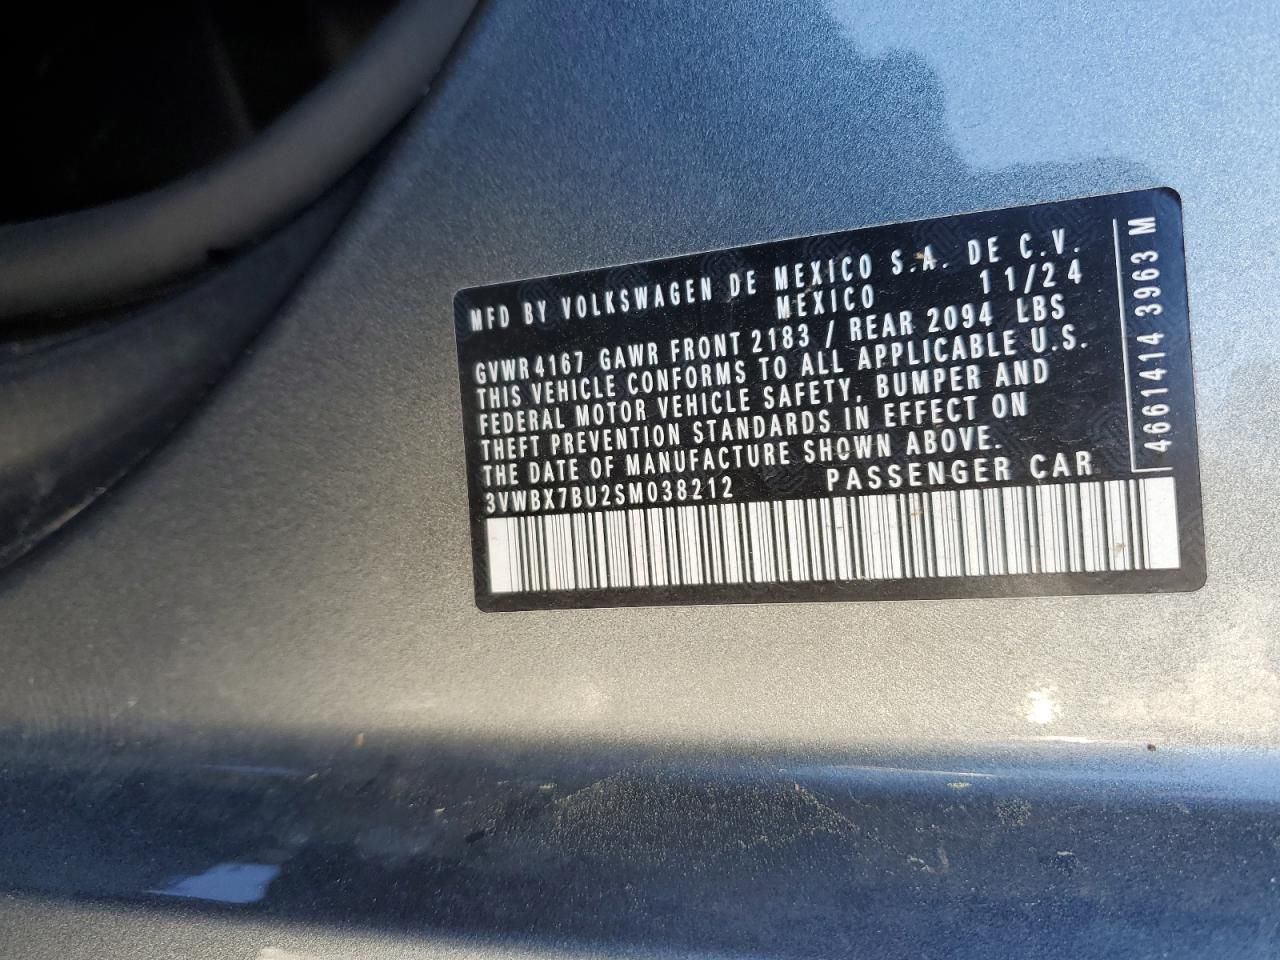 MFD BY VOLKSWAGEN DE MEXICO S.A. DE C.V.
MEXICO 11/24
GVWR 4167 GAWR FRONT 2183 / REAR 2094 LBS
THIS VEHICLE CONFORMS TO ALL APPLICABLE U.S.
FEDERAL MOTOR VEHICLE SAFETY, BUMPER AND
THEFT PREVENTION STANDARDS IN EFFECT ON
THE DATE OF MANUFACTURE SHOWN ABOVE.
3VWBX7BU2SM038212 PASSENGER CAR
4661414 3963 M